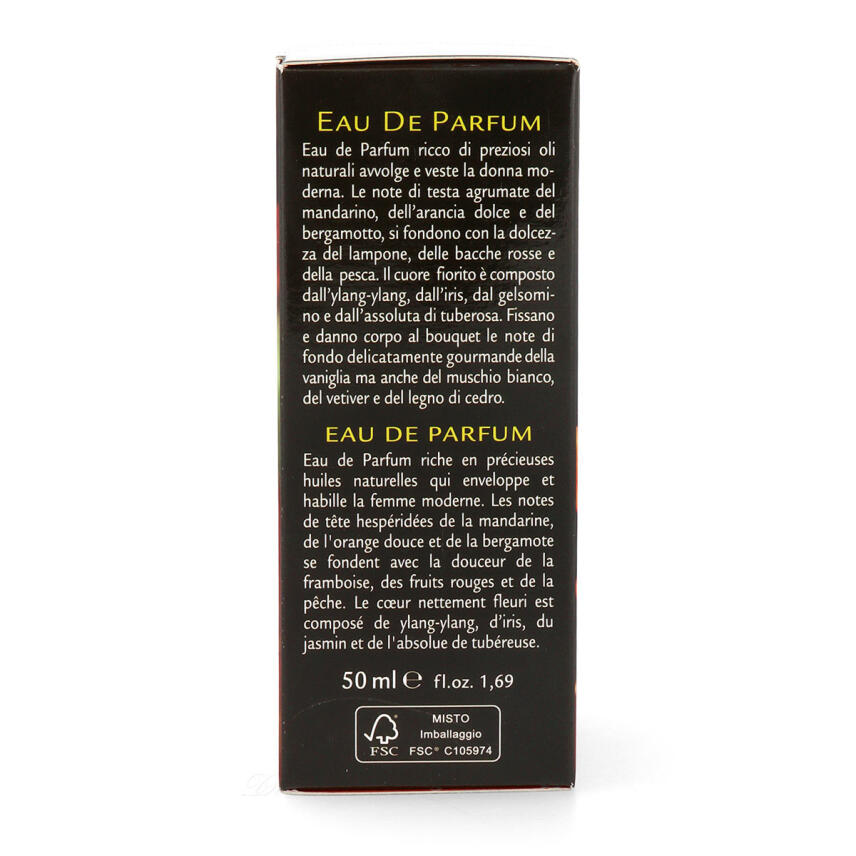 EAU DE PARFUM
Eau de Parfum ricco di preziosi oli
naturali avvolge e veste la donna mo-
derna. Le note di testa agrumate del
mandarino, dell'arancia dolce e del
bergamotto, si fondono con la dolcez-
za del lampone, delle bacche rosse e
della pesca. Il cuore fiorito è composto
dall'ylang-ylang, dall'iris, dal gelsomi-
no e dall'assoluta di tuberosa. Fissano
e danno corpo al bouquet le note di
fondo delicatamente gourmande della
vaniglia ma anche del muschio bianco,
del vetiver e del legno di cedro.
EAU DE PARFUM
Eau de Parfum riche en précieuses
huiles naturelles qui enveloppe et
habille la femme moderne. Les notes
de tête hespéridées de la mandarine,
de l'orange douce et de la bergamote
se fondent avec la douceur de la
framboise, des fruits rouges et de la
pêche. Le cœur nettement fleuri est
composé de ylang-ylang, d'iris, du
jasmin et de l'absolue de tubéreuse.
50 ml ℮ fl.oz. 1,69
MISTO
Imballaggio
FSC FSC® C105974